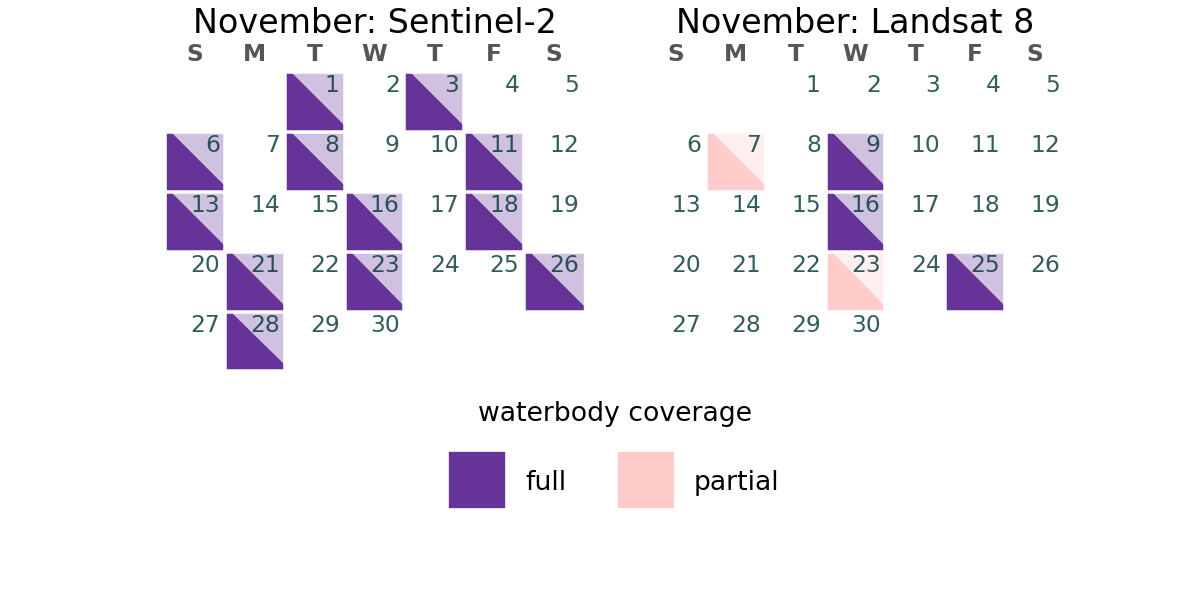 November: Sentinel-2
S M T W T F S
1 2 3 4 5
6 7 8 9 10 11 12
13 14 15 16 17 18 19
20 21 22 23 24 25 26
27 28 29 30
November: Landsat 8
S M T W T F S
1 2 3 4 5
6 7 8 9 10 11 12
13 14 15 16 17 18 19
20 21 22 23 24 25 26
27 28 29 30
waterbody coverage
full
partial